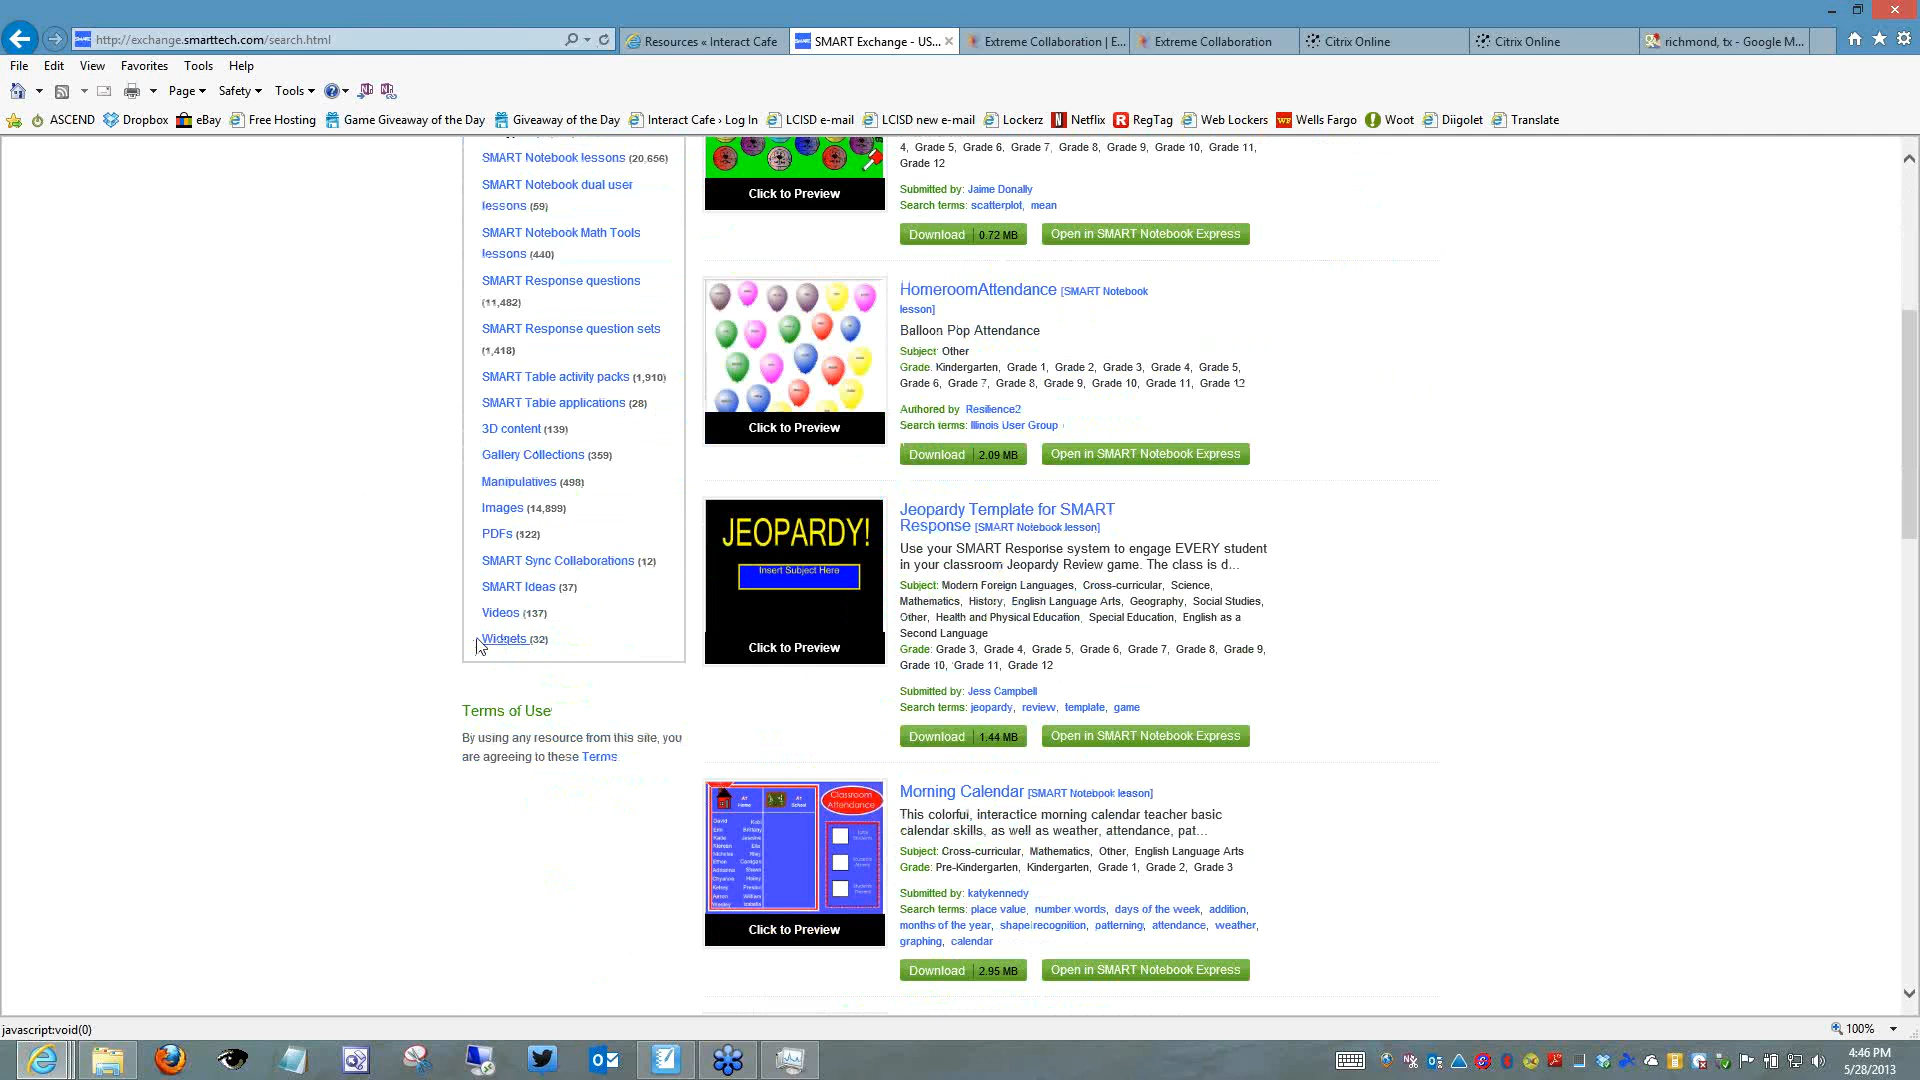 http://exchange.smarttech.com/search.html
Resources « Interact Cafe
SMART Exchange - US...
Extreme Collaboration | E...
Extreme Collaboration
Citrix Online
Citrix Online
richmond, tx - Google M...
File Edit View Favorites Tools Help
Page Safety Tools
ASCEND Dropbox eBay Free Hosting Game Giveaway of the Day Giveaway of the Day Interact Cafe › Log In LCISD e-mail LCISD new e-mail Lockerz Netflix RegTag Web Lockers Wells Fargo Woot Diigolet Translate
SMART Notebook lessons (20,656)
SMART Notebook dual user
lessons (59)
SMART Notebook Math Tools
lessons (440)
SMART Response questions
(11,482)
SMART Response question sets
(1,418)
SMART Table activity packs (1,910)
SMART Table applications (28)
3D content (139)
Gallery Collections (359)
Manipulatives (498)
Images (14,899)
PDFs (122)
SMART Sync Collaborations (12)
SMART Ideas (37)
Videos (137)
Widgets (32)
Terms of Use
By using any resource from this site, you
are agreeing to these Terms
Click to Preview
4, Grade 5, Grade 6, Grade 7, Grade 8, Grade 9, Grade 10, Grade 11,
Grade 12
Submitted by: Jaime Donally
Search terms: scatterplot, mean
Download 0.72 MB
Open in SMART Notebook Express
Click to Preview
HomeroomAttendance [SMART Notebook
lesson]
Balloon Pop Attendance
Subject: Other
Grade: Kindergarten, Grade 1, Grade 2, Grade 3, Grade 4, Grade 5,
Grade 6, Grade 7, Grade 8, Grade 9, Grade 10, Grade 11, Grade 12
Authored by Resilience2
Search terms: Illinois User Group
Download 2.09 MB
Open in SMART Notebook Express
JEOPARDY!
Insert Subject Here
Click to Preview
Jeopardy Template for SMART
Response [SMART Notebook lesson]
Use your SMART Response system to engage EVERY student
in your classroom Jeopardy Review game. The class is d...
Subject: Modern Foreign Languages, Cross-curricular, Science,
Mathematics, History, English Language Arts, Geography, Social Studies,
Other, Health and Physical Education, Special Education, English as a
Second Language
Grade: Grade 3, Grade 4, Grade 5, Grade 6, Grade 7, Grade 8, Grade 9,
Grade 10, Grade 11, Grade 12
Submitted by: Jess Campbell
Search terms: jeopardy, review, template, game
Download 1.44 MB
Open in SMART Notebook Express
At Home
At School
Classroom
Attendance
David
Erin
Brittany
Click to Preview
Morning Calendar [SMART Notebook lesson]
This colorful, interactice morning calendar teacher basic
calendar skills, as well as weather, attendance, pat...
Subject: Cross-curricular, Mathematics, Other, English Language Arts
Grade: Pre-Kindergarten, Kindergarten, Grade 1, Grade 2, Grade 3
Submitted by: katykennedy
Search terms: place value, number words, days of the week, addition,
months of the year, shape recognition, patterning, attendance, weather,
graphing, calendar
Download 2.95 MB
Open in SMART Notebook Express
javascript:void(0)
100%
4:46 PM
5/28/2013